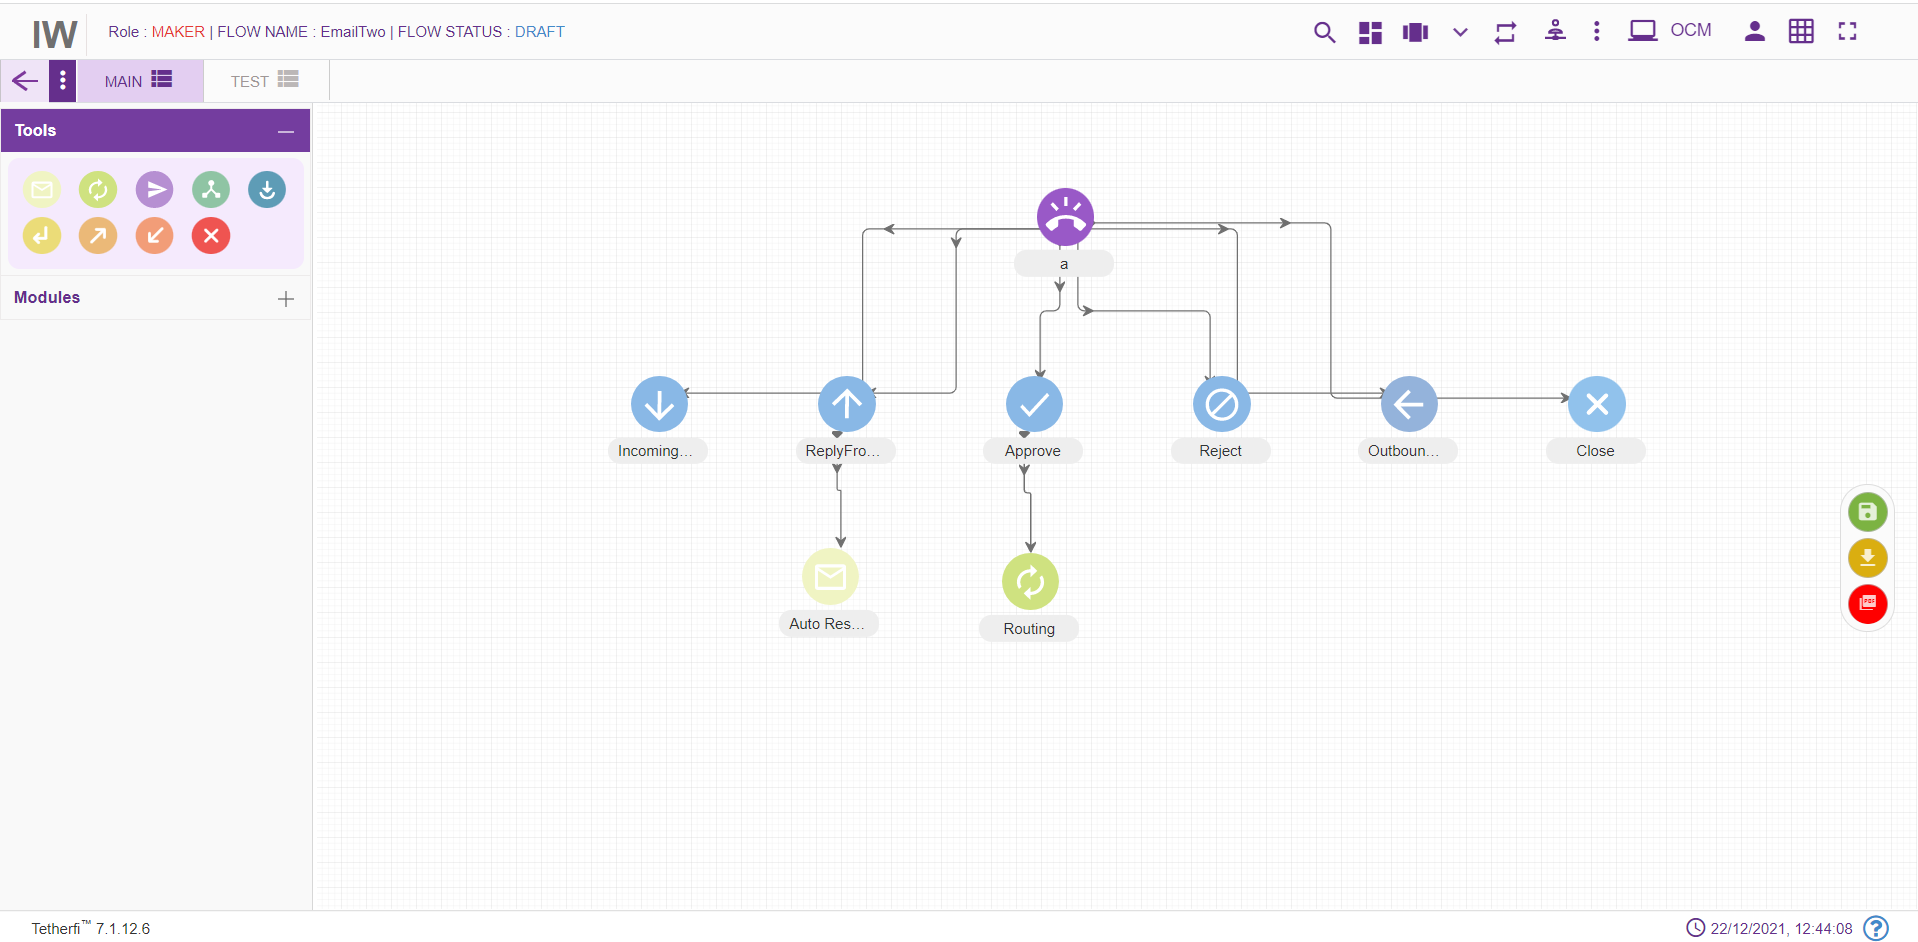 IW
Role : MAKER | FLOW NAME : EmailTwo | FLOW STATUS : DRAFT
OCM
MAIN
TEST
Tools
Modules
a
Incoming...
ReplyFro...
Approve
Reject
Outboun...
Close
Auto Res...
Routing
PDF
Tetherfi™ 7.1.12.6
22/12/2021, 12:44:08
?